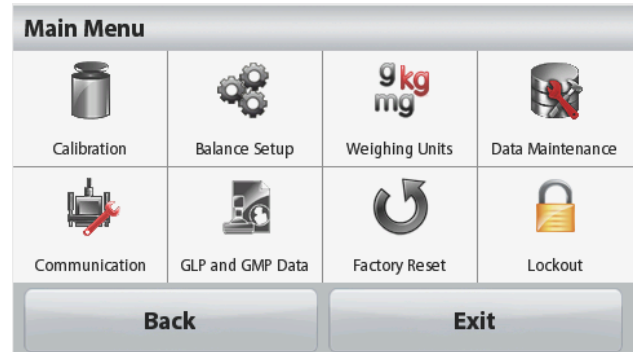 Main Menu
g kg
mg
Calibration
Balance Setup
Weighing Units
Data Maintenance
Communication
GLP and GMP Data
Factory Reset
Lockout
Back
Exit